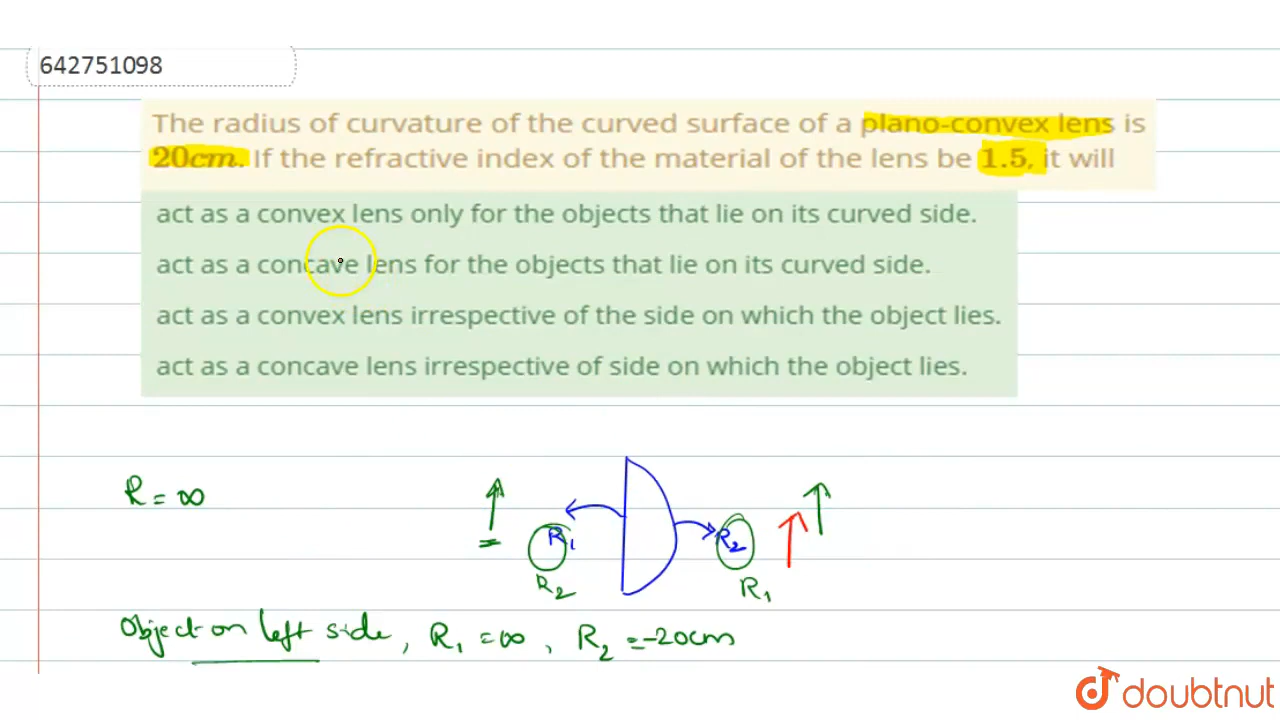 642751098
The radius of curvature of the curved surface of a plano-convex lens is
20cm. If the refractive index of the material of the lens be 1.5, it will
act as a convex lens only for the objects that lie on its curved side.
act as a concave lens for the objects that lie on its curved side.
act as a convex lens irrespective of the side on which the object lies.
act as a concave lens irrespective of side on which the object lies.
R = ∞
R₁ R₂
R₂ R₁
Object on left side, R₁ = ∞, R₂ = -20cm
doubtnut